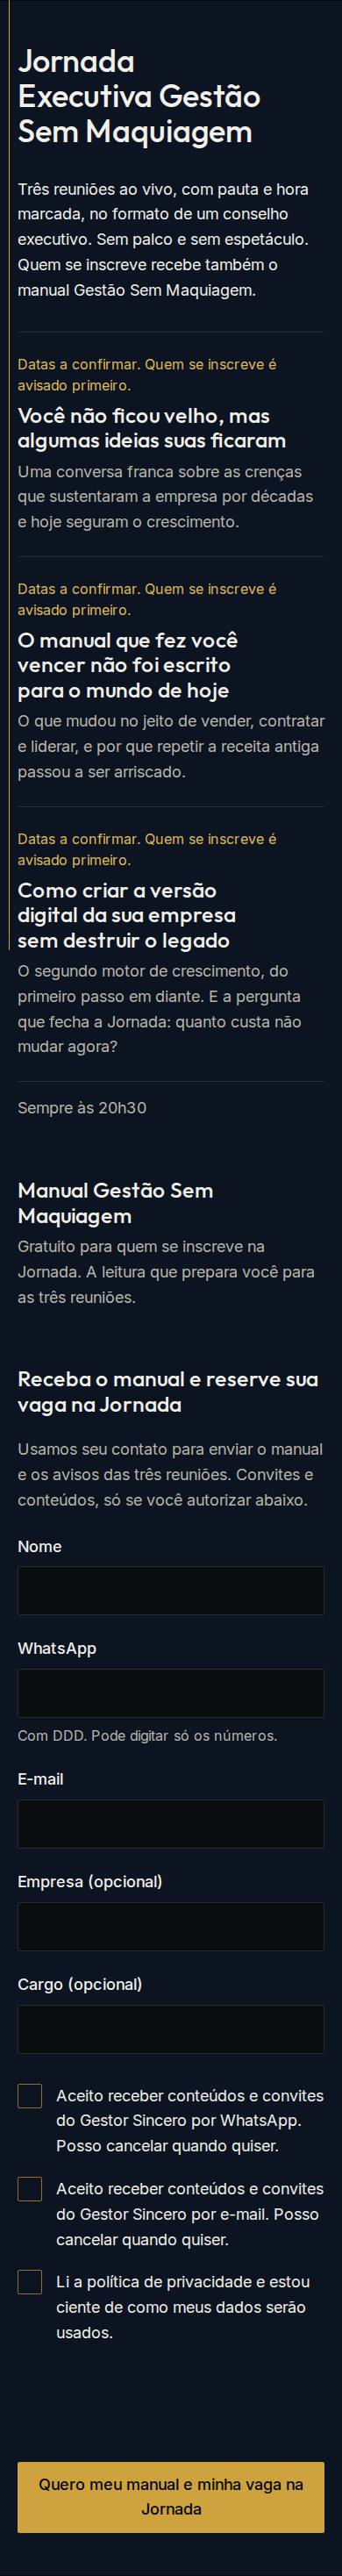 Jornada
Executiva Gestão
Sem Maquiagem
Três reuniões ao vivo, com pauta e hora
marcada, no formato de um conselho
executivo. Sem palco e sem espetáculo.
Quem se inscreve recebe também o
manual Gestão Sem Maquiagem.
Datas a confirmar. Quem se inscreve é
avisado primeiro.
Você não ficou velho, mas
algumas ideias suas ficaram
Uma conversa franca sobre as crenças
que sustentaram a empresa por décadas
e hoje seguram o crescimento.
Datas a confirmar. Quem se inscreve é
avisado primeiro.
O manual que fez você
vencer não foi escrito
para o mundo de hoje
O que mudou no jeito de vender, contratar
e liderar, e por que repetir a receita antiga
passou a ser arriscado.
Datas a confirmar. Quem se inscreve é
avisado primeiro.
Como criar a versão
digital da sua empresa
sem destruir o legado
O segundo motor de crescimento, do
primeiro passo em diante. E a pergunta
que fecha a Jornada: quanto custa não
mudar agora?
Sempre às 20h30
Manual Gestão Sem
Maquiagem
Gratuito para quem se inscreve na
Jornada. A leitura que prepara você para
as três reuniões.
Receba o manual e reserve sua
vaga na Jornada
Usamos seu contato para enviar o manual
e os avisos das três reuniões. Convites e
conteúdos, só se você autorizar abaixo.
Nome
WhatsApp
Com DDD. Pode digitar só os números.
E-mail
Empresa (opcional)
Cargo (opcional)
Aceito receber conteúdos e convites
do Gestor Sincero por WhatsApp.
Posso cancelar quando quiser.
Aceito receber conteúdos e convites
do Gestor Sincero por e-mail. Posso
cancelar quando quiser.
Li a política de privacidade e estou
ciente de como meus dados serão
usados.
Quero meu manual e minha vaga na
Jornada